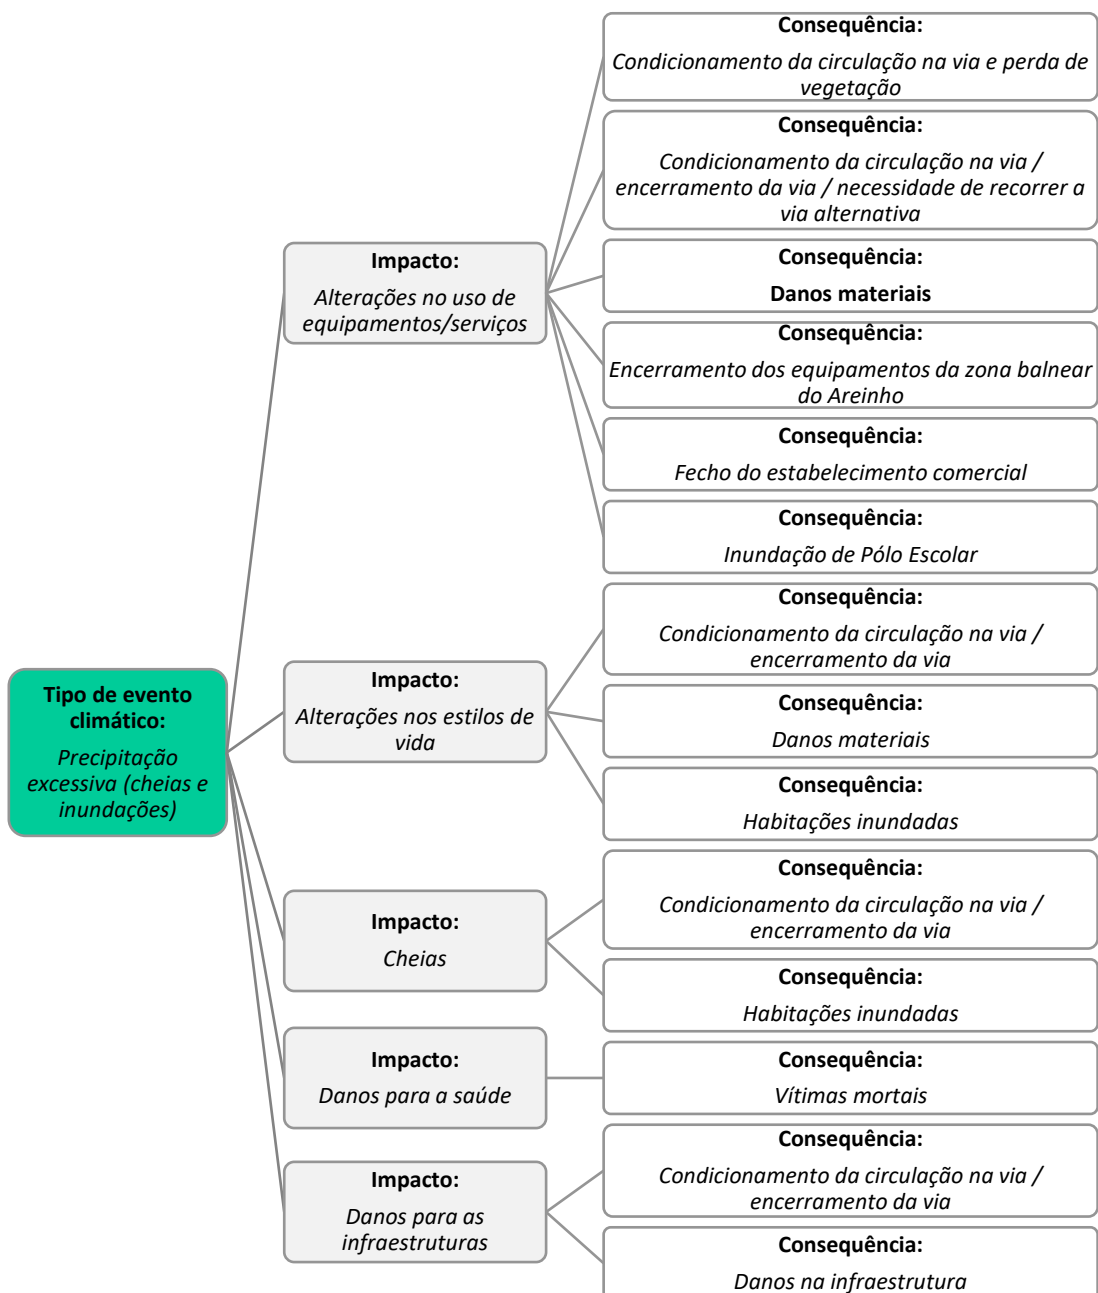 Tipo de evento
climático:
Precipitação
excessiva (cheias e
inundações)
Impacto:
Alterações no uso de
equipamentos/serviços
Consequência:
Condicionamento da circulação na via e perda de
vegetação
Consequência:
Condicionamento da circulação na via /
encerramento da via / necessidade de recorrer a
via alternativa
Consequência:
Danos materiais
Consequência:
Encerramento dos equipamentos da zona balnear
do Areinho
Consequência:
Fecho do estabelecimento comercial
Consequência:
Inundação de Pólo Escolar
Impacto:
Alterações nos estilos de
vida
Consequência:
Condicionamento da circulação na via /
encerramento da via
Consequência:
Danos materiais
Consequência:
Habitações inundadas
Impacto:
Cheias
Consequência:
Condicionamento da circulação na via /
encerramento da via
Consequência:
Habitações inundadas
Impacto:
Danos para a saúde
Consequência:
Vítimas mortais
Impacto:
Danos para as
infraestruturas
Consequência:
Condicionamento da circulação na via /
encerramento da via
Consequência:
Danos na infraestrutura